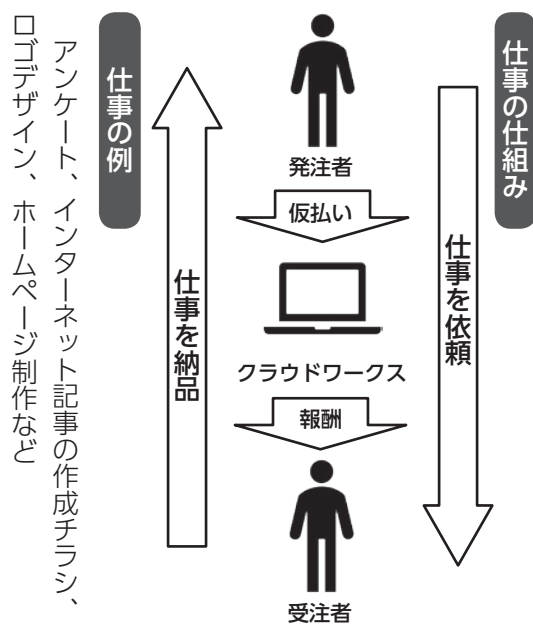 仕事の仕組み
発注者
仮払い
仕事を依頼
クラウドワークス
報酬
受注者
仕事を納品
仕事の例
アンケート、インターネット記事の作成チラシ、
ロゴデザイン、ホームページ制作など